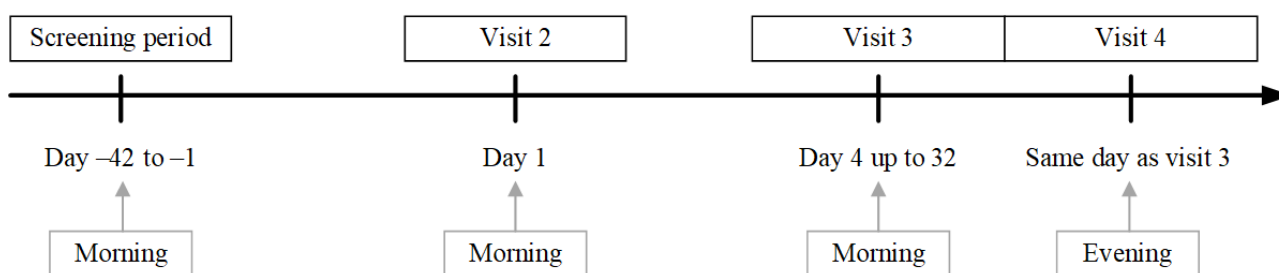 Screening period
Visit 2
Visit 3
Visit 4
Day –42 to –1
Day 1
Day 4 up to 32
Same day as visit 3
Morning
Morning
Morning
Evening